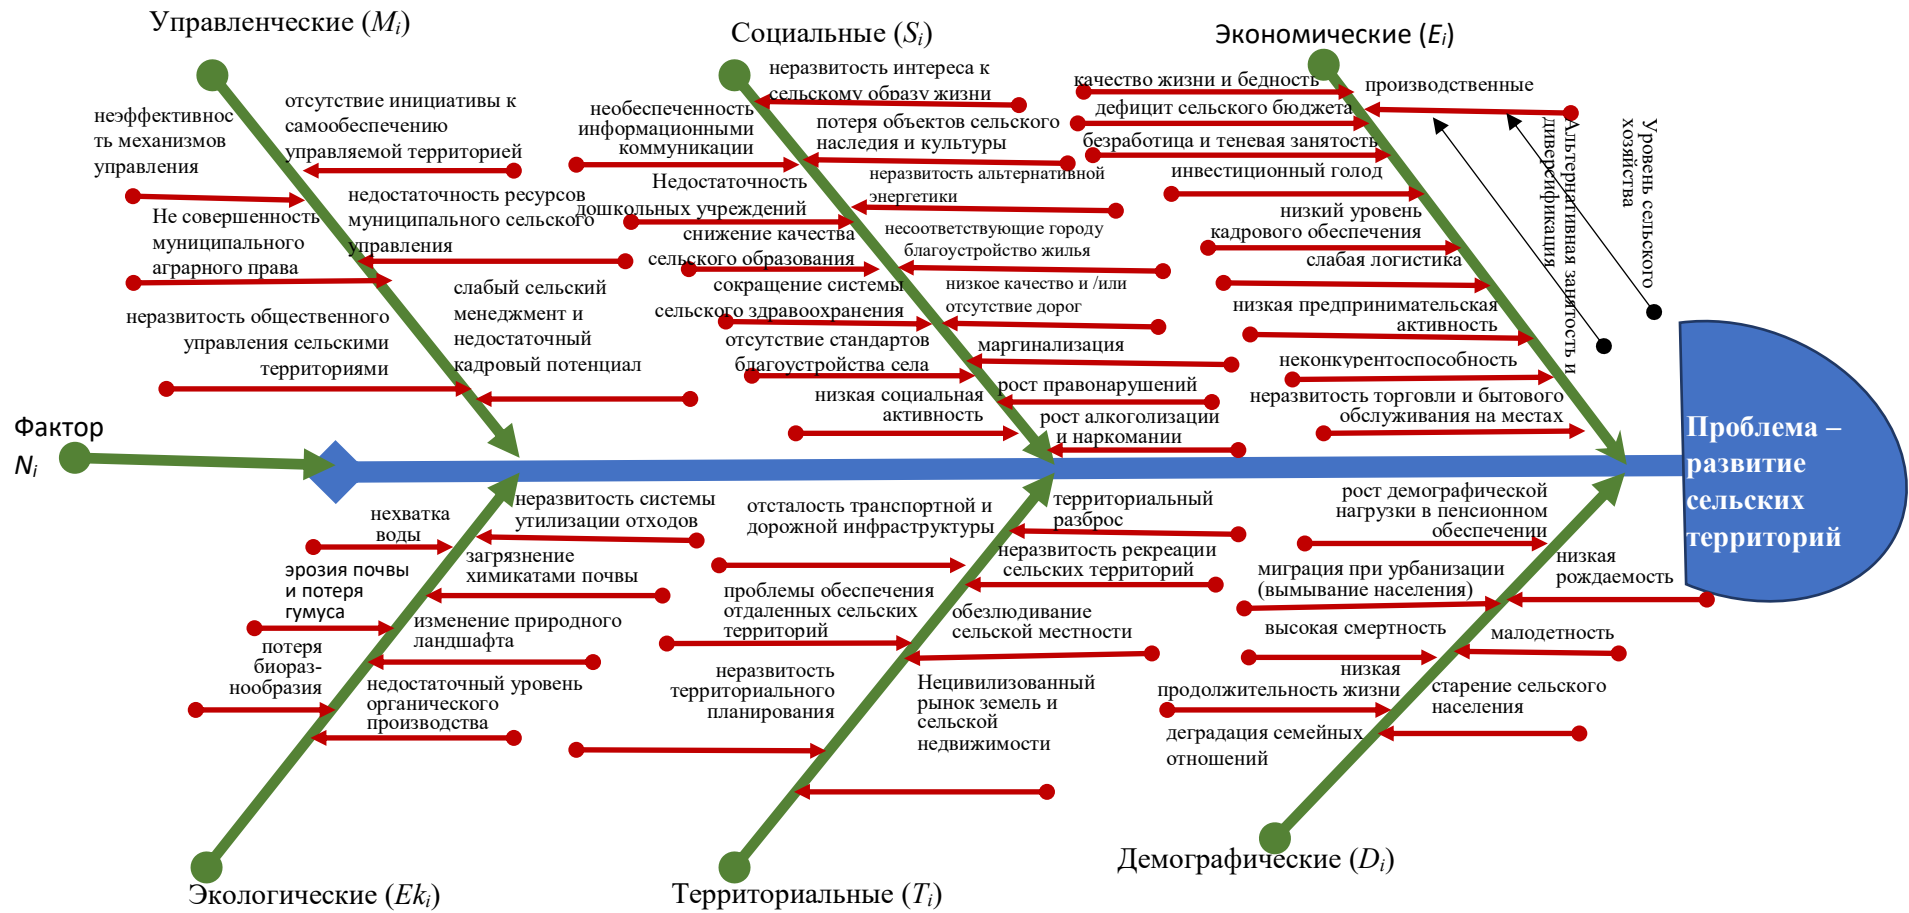 Управленческие (Mi)
неэффективнос
ть механизмов
управления
отсутствие инициативы к
самообеспечению
управляемой территорией
Не совершенность
муниципального
аграрного права
недостаточность ресурсов
муниципального сельского
управления
неразвитость общественного
управления сельскими
территориями
слабый сельский
менеджмент и
недостаточный
кадровый потенциал
Социальные (Si)
неразвитость интереса к
сельскому образу жизни
необеспеченность
информационными
коммуникации
потеря объектов сельского
наследия и культуры
Недостаточность
дошкольных учреждений
неразвитость альтернативной
энергетики
снижение качества
сельского образования
несоответствующие городу
благоустройство жилья
сокращение системы
сельского здравоохранения
низкое качество и /или
отсутствие дорог
отсутствие стандартов
благоустройства села
маргинализация
низкая социальная
активность
рост правонарушений
рост алкоголизации
и наркомании
Экономические (Ei)
качество жизни и бедность
производственные
дефицит сельского бюджета
безработица и теневая занятость
инвестиционный голод
низкий уровень
кадрового обеспечения
слабая логистика
низкая предпринимательская
активность
неконкурентоспособность
неразвитость торговли и бытового
обслуживания на местах
Альтернативная занятость и
диверсификация
Уровень сельского
хозяйства
Фактор
Ni
Проблема –
развитие
сельских
территорий
нехватка
воды
неразвитость системы
утилизации отходов
эрозия почвы
и потеря
гумуса
загрязнение
химикатами почвы
потеря
биораз-
нообразия
изменение природного
ландшафта
недостаточный уровень
органического
производства
Экологические (Eki)
отсталость транспортной и
дорожной инфраструктуры
территориальный
разброс
проблемы обеспечения
отдаленных сельских
территорий
неразвитость рекреации
сельских территорий
обезлюдивание
сельской местности
неразвитость
территориального
планирования
Нецивилизованный
рынок земель и
сельской
недвижимости
Территориальные (Ti)
рост демографической
нагрузки в пенсионном
обеспечении
миграция при урбанизации
(вымывание населения)
низкая
рождаемость
высокая смертность
малодетность
низкая
продолжительность жизни
старение сельского
населения
деградация семейных
отношений
Демографические (Di)